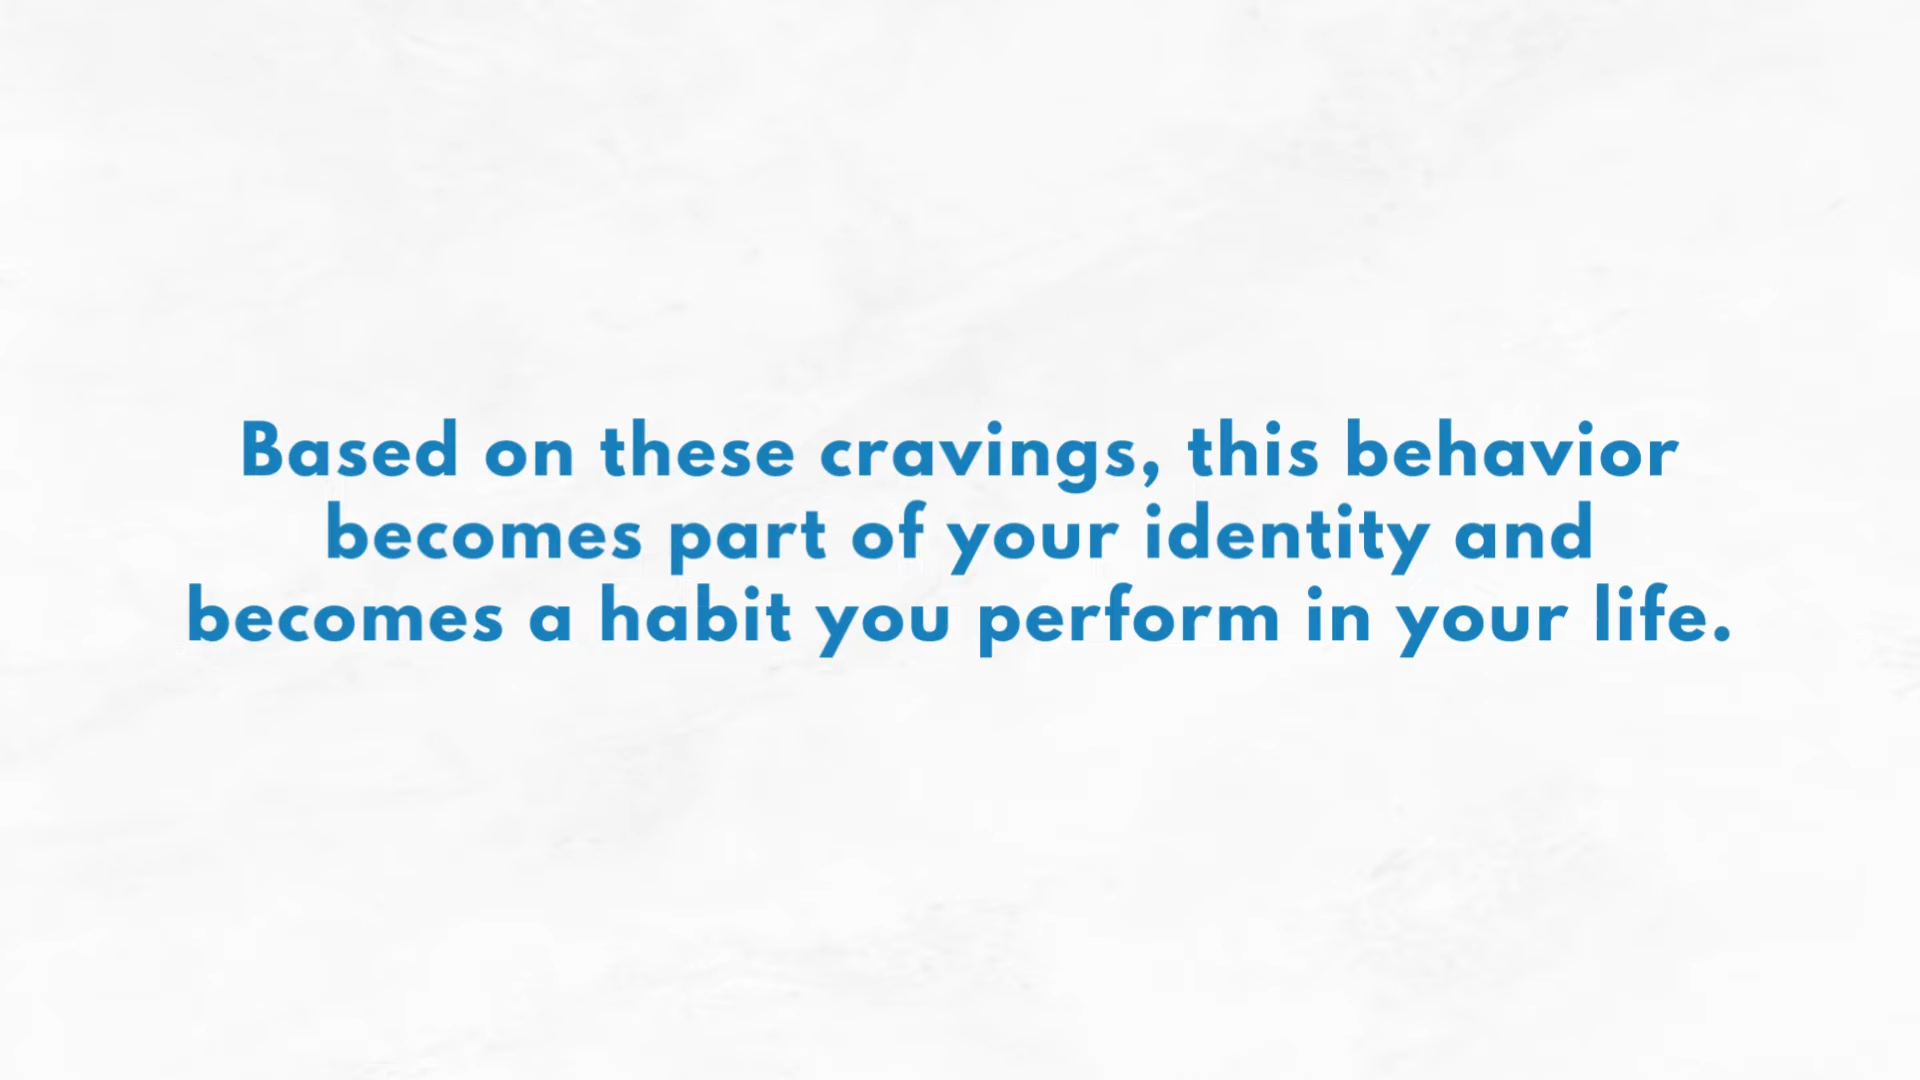 Based on these cravings, this behavior
becomes part of your identity and
becomes a habit you perform in your life.